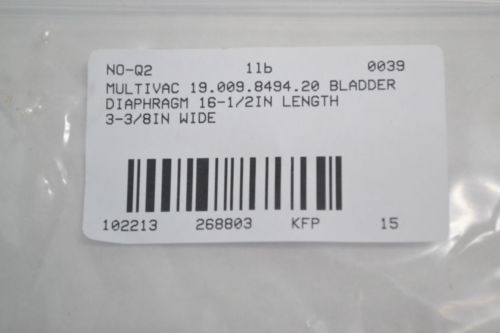 NO-Q2 11b 0039
MULTIVAC 19.009.8494.20 BLADDER
DIAPHRAGM 16-1/2IN LENGTH
3-3/8IN WIDE
102213 268803 KFP 15